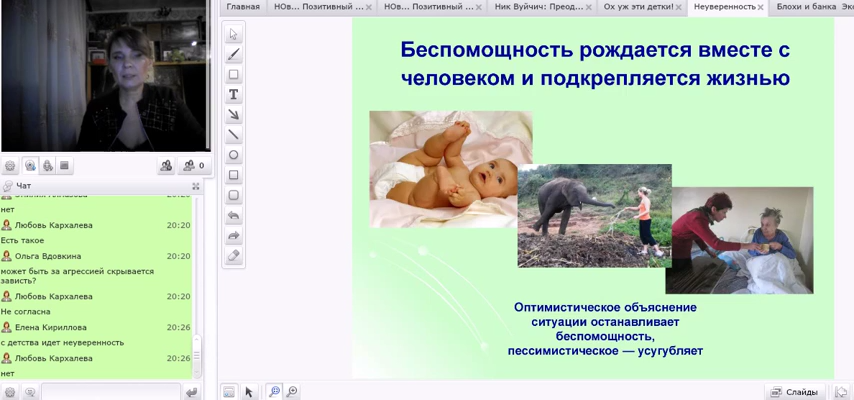 Главная
НОв... Позитивный ...
НОв... Позитивный ...
Ник Вуйчич: Преод...
Ох уж эти детки!
Неуверенность
Блохи и банка
Эко
Беспомощность рождается вместе с
человеком и подкрепляется жизнью
0
Чат
20:20
нет
Любовь Кархалева 20:20
Есть такое
Ольга Вдовкина 20:20
может быть за агрессией скрывается
зависть?
Любовь Кархалева 20:20
Не согласна
Елена Кириллова 20:26
с детства идет неуверенность
Любовь Кархалева 20:26
нет
Оптимистическое объяснение
ситуации останавливает
беспомощность,
пессимистическое — усугубляет
Слайды